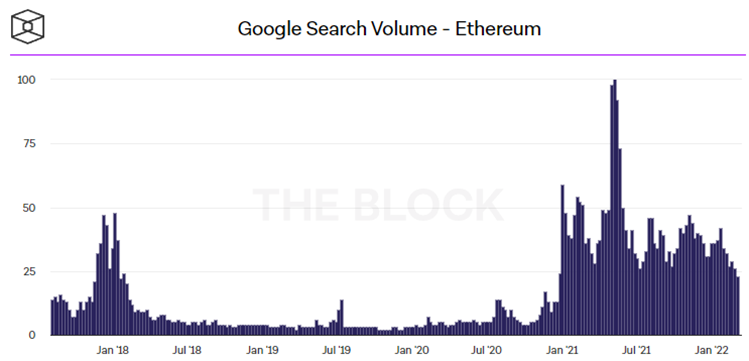 Google Search Volume - Ethereum
100
75
THE BLOCK
50
25
0
Jan '18 Jul '18 Jan '19 Jul '19 Jan '20 Jul '20 Jan '21 Jul '21 Jan '22